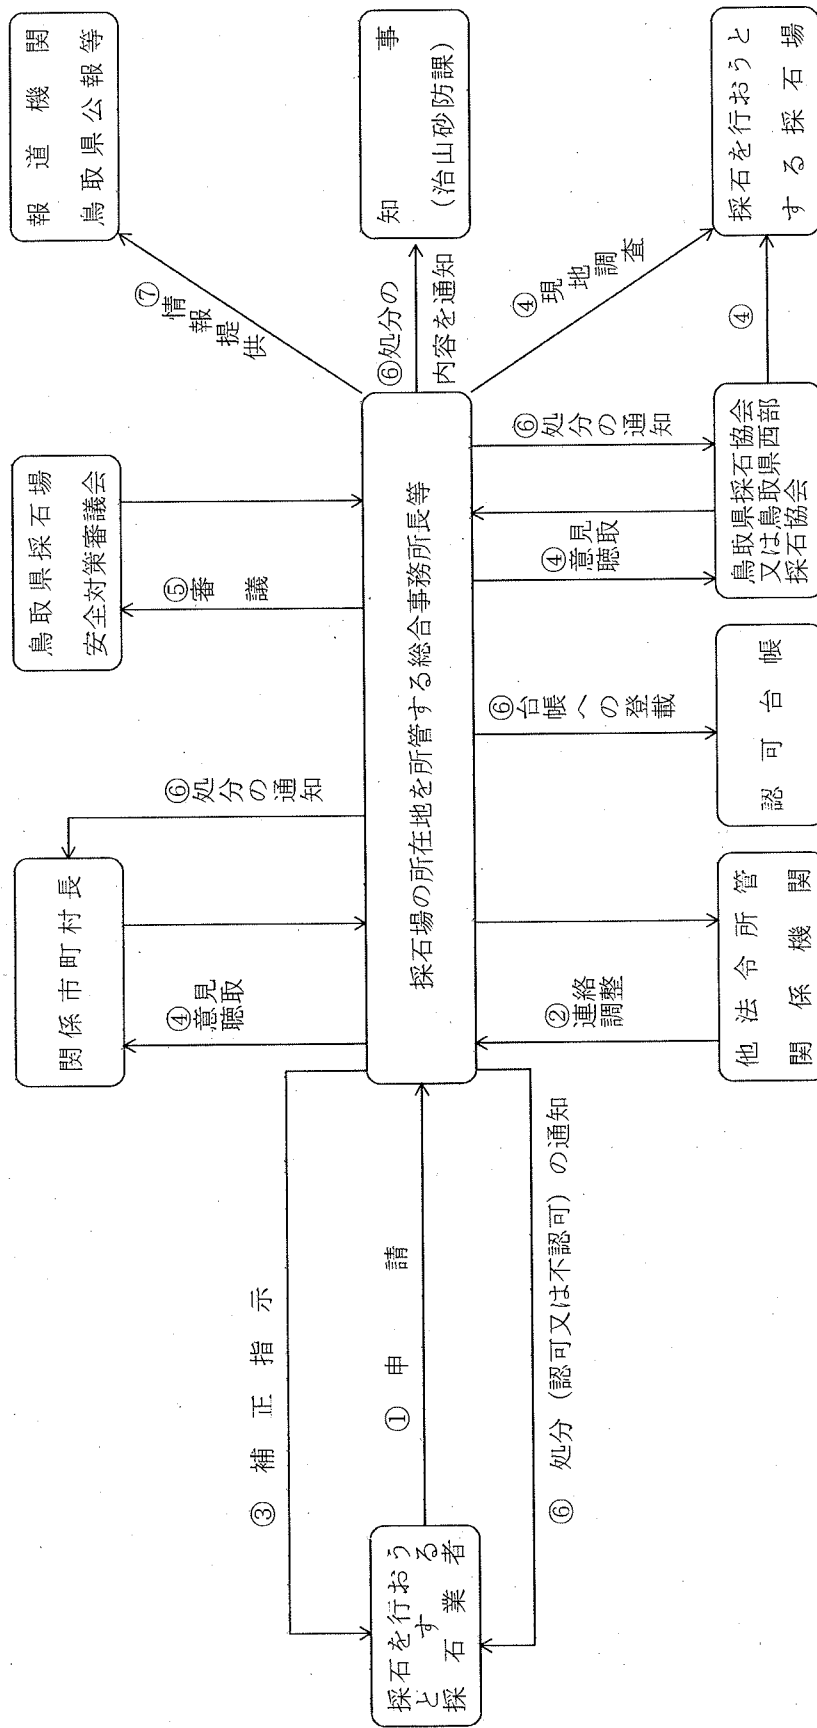 採石を行おう
とする
採石業者
③ 補正指示
① 申請
⑥ 処分（認可又は不認可）の通知
関係市町村長
④意見
聴取
⑥処分の通知
鳥取県採石場
安全対策審議会
⑤審議
報道機関
鳥取県公報等
⑦情報提供
採石場の所在地を所管する総合事務所長等
⑥処分の
内容を通知
知事
（治山砂防課）
他法令所管
関係機関
②連絡
調整
認可台帳
⑥台帳への登載
鳥取県採石協会
又は鳥取県西部
採石協会
④意見
聴取
⑥処分の通知
④現地調査
④
採石を行おうと
する採石場